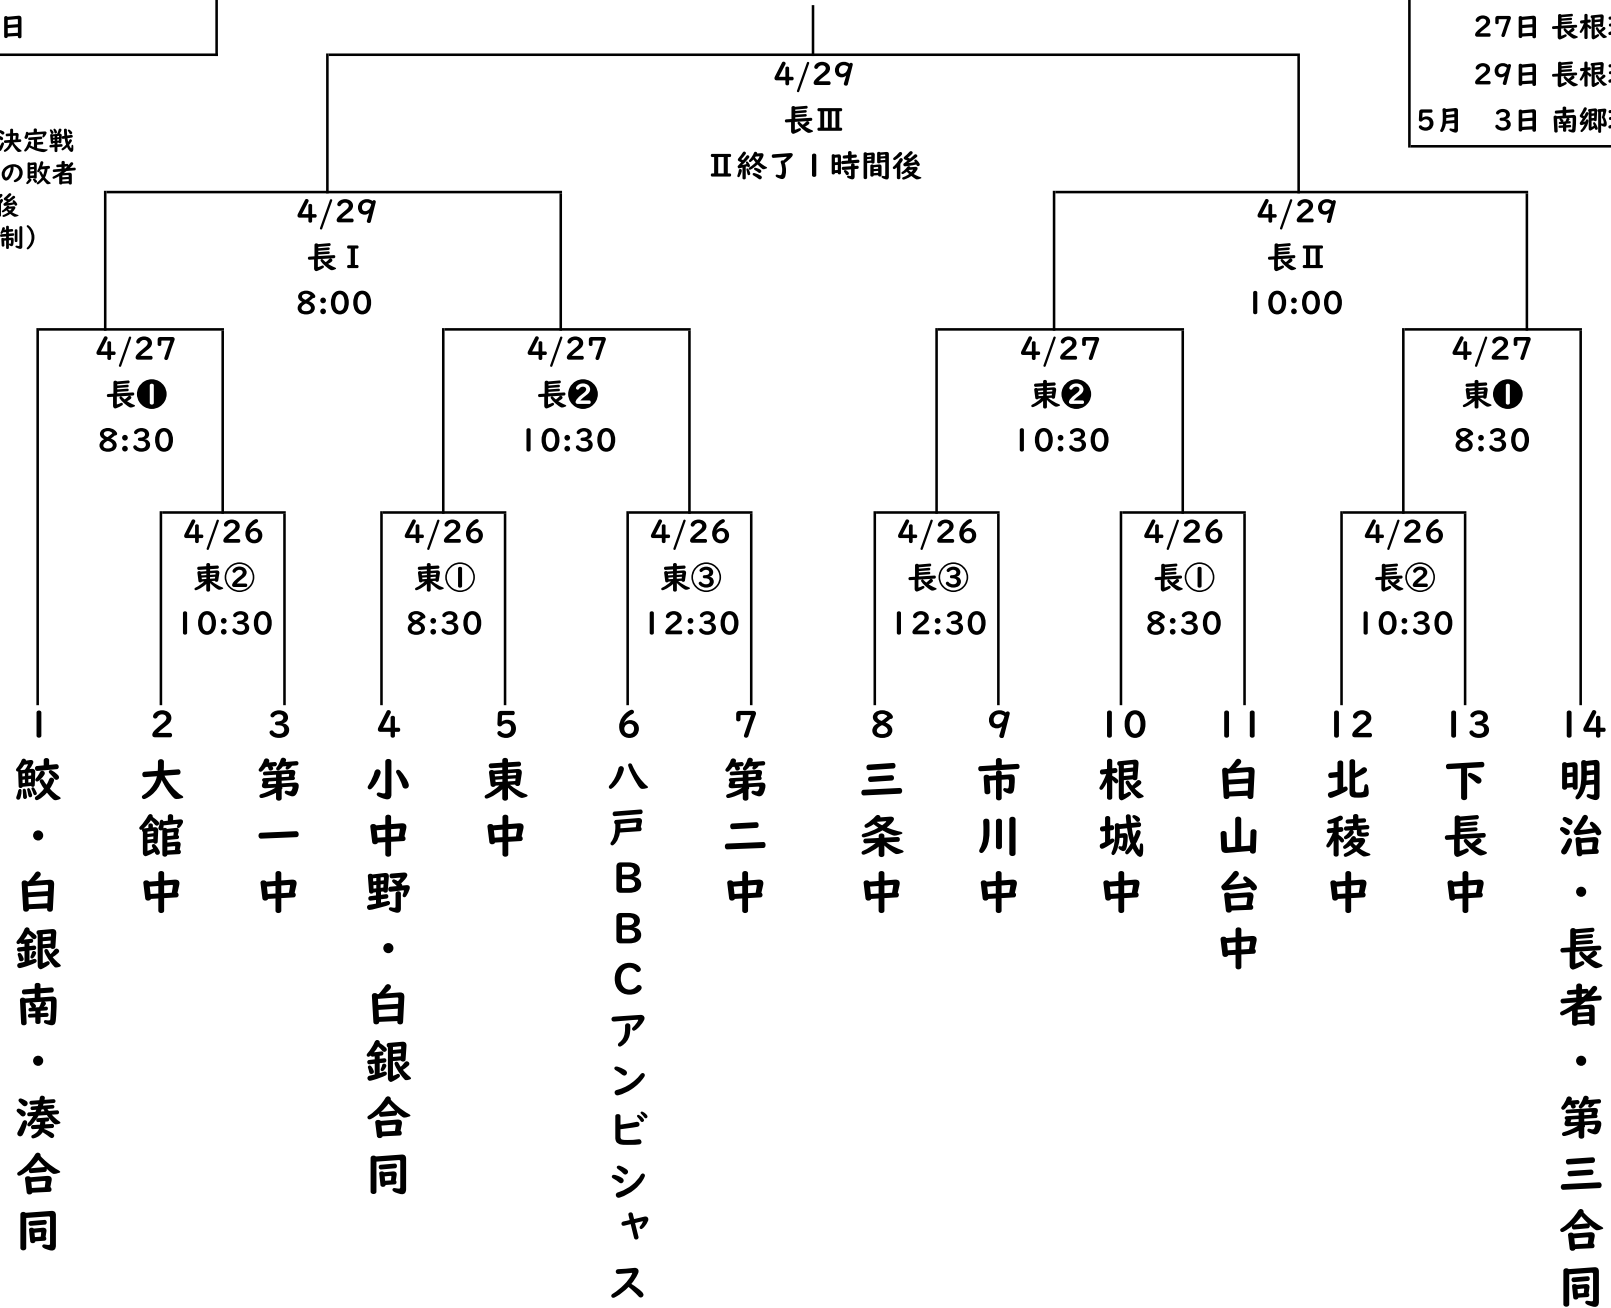 日
27日 長根
29日 長根
5月 3日 南郷
決定戦
の敗者
後
制）
4/29
長Ⅲ
Ⅱ終了１時間後
4/29
長Ⅰ
8:00
4/29
長Ⅱ
10:00
4/27
長❶
8:30
4/27
長❷
10:30
4/27
東❷
10:30
4/27
東❶
8:30
4/26
東②
10:30
4/26
東①
8:30
4/26
東③
12:30
4/26
長③
12:30
4/26
長①
8:30
4/26
長②
10:30
1
鮫・白銀南・湊合同
2
大館中
3
第一中
4
小中野・白銀合同
5
東中
6
八戸BBCアンビシャス
7
第二中
8
三条中
9
市川中
10
根城中
11
白山台中
12
北稜中
13
下長中
14
明治・長者・第三合同